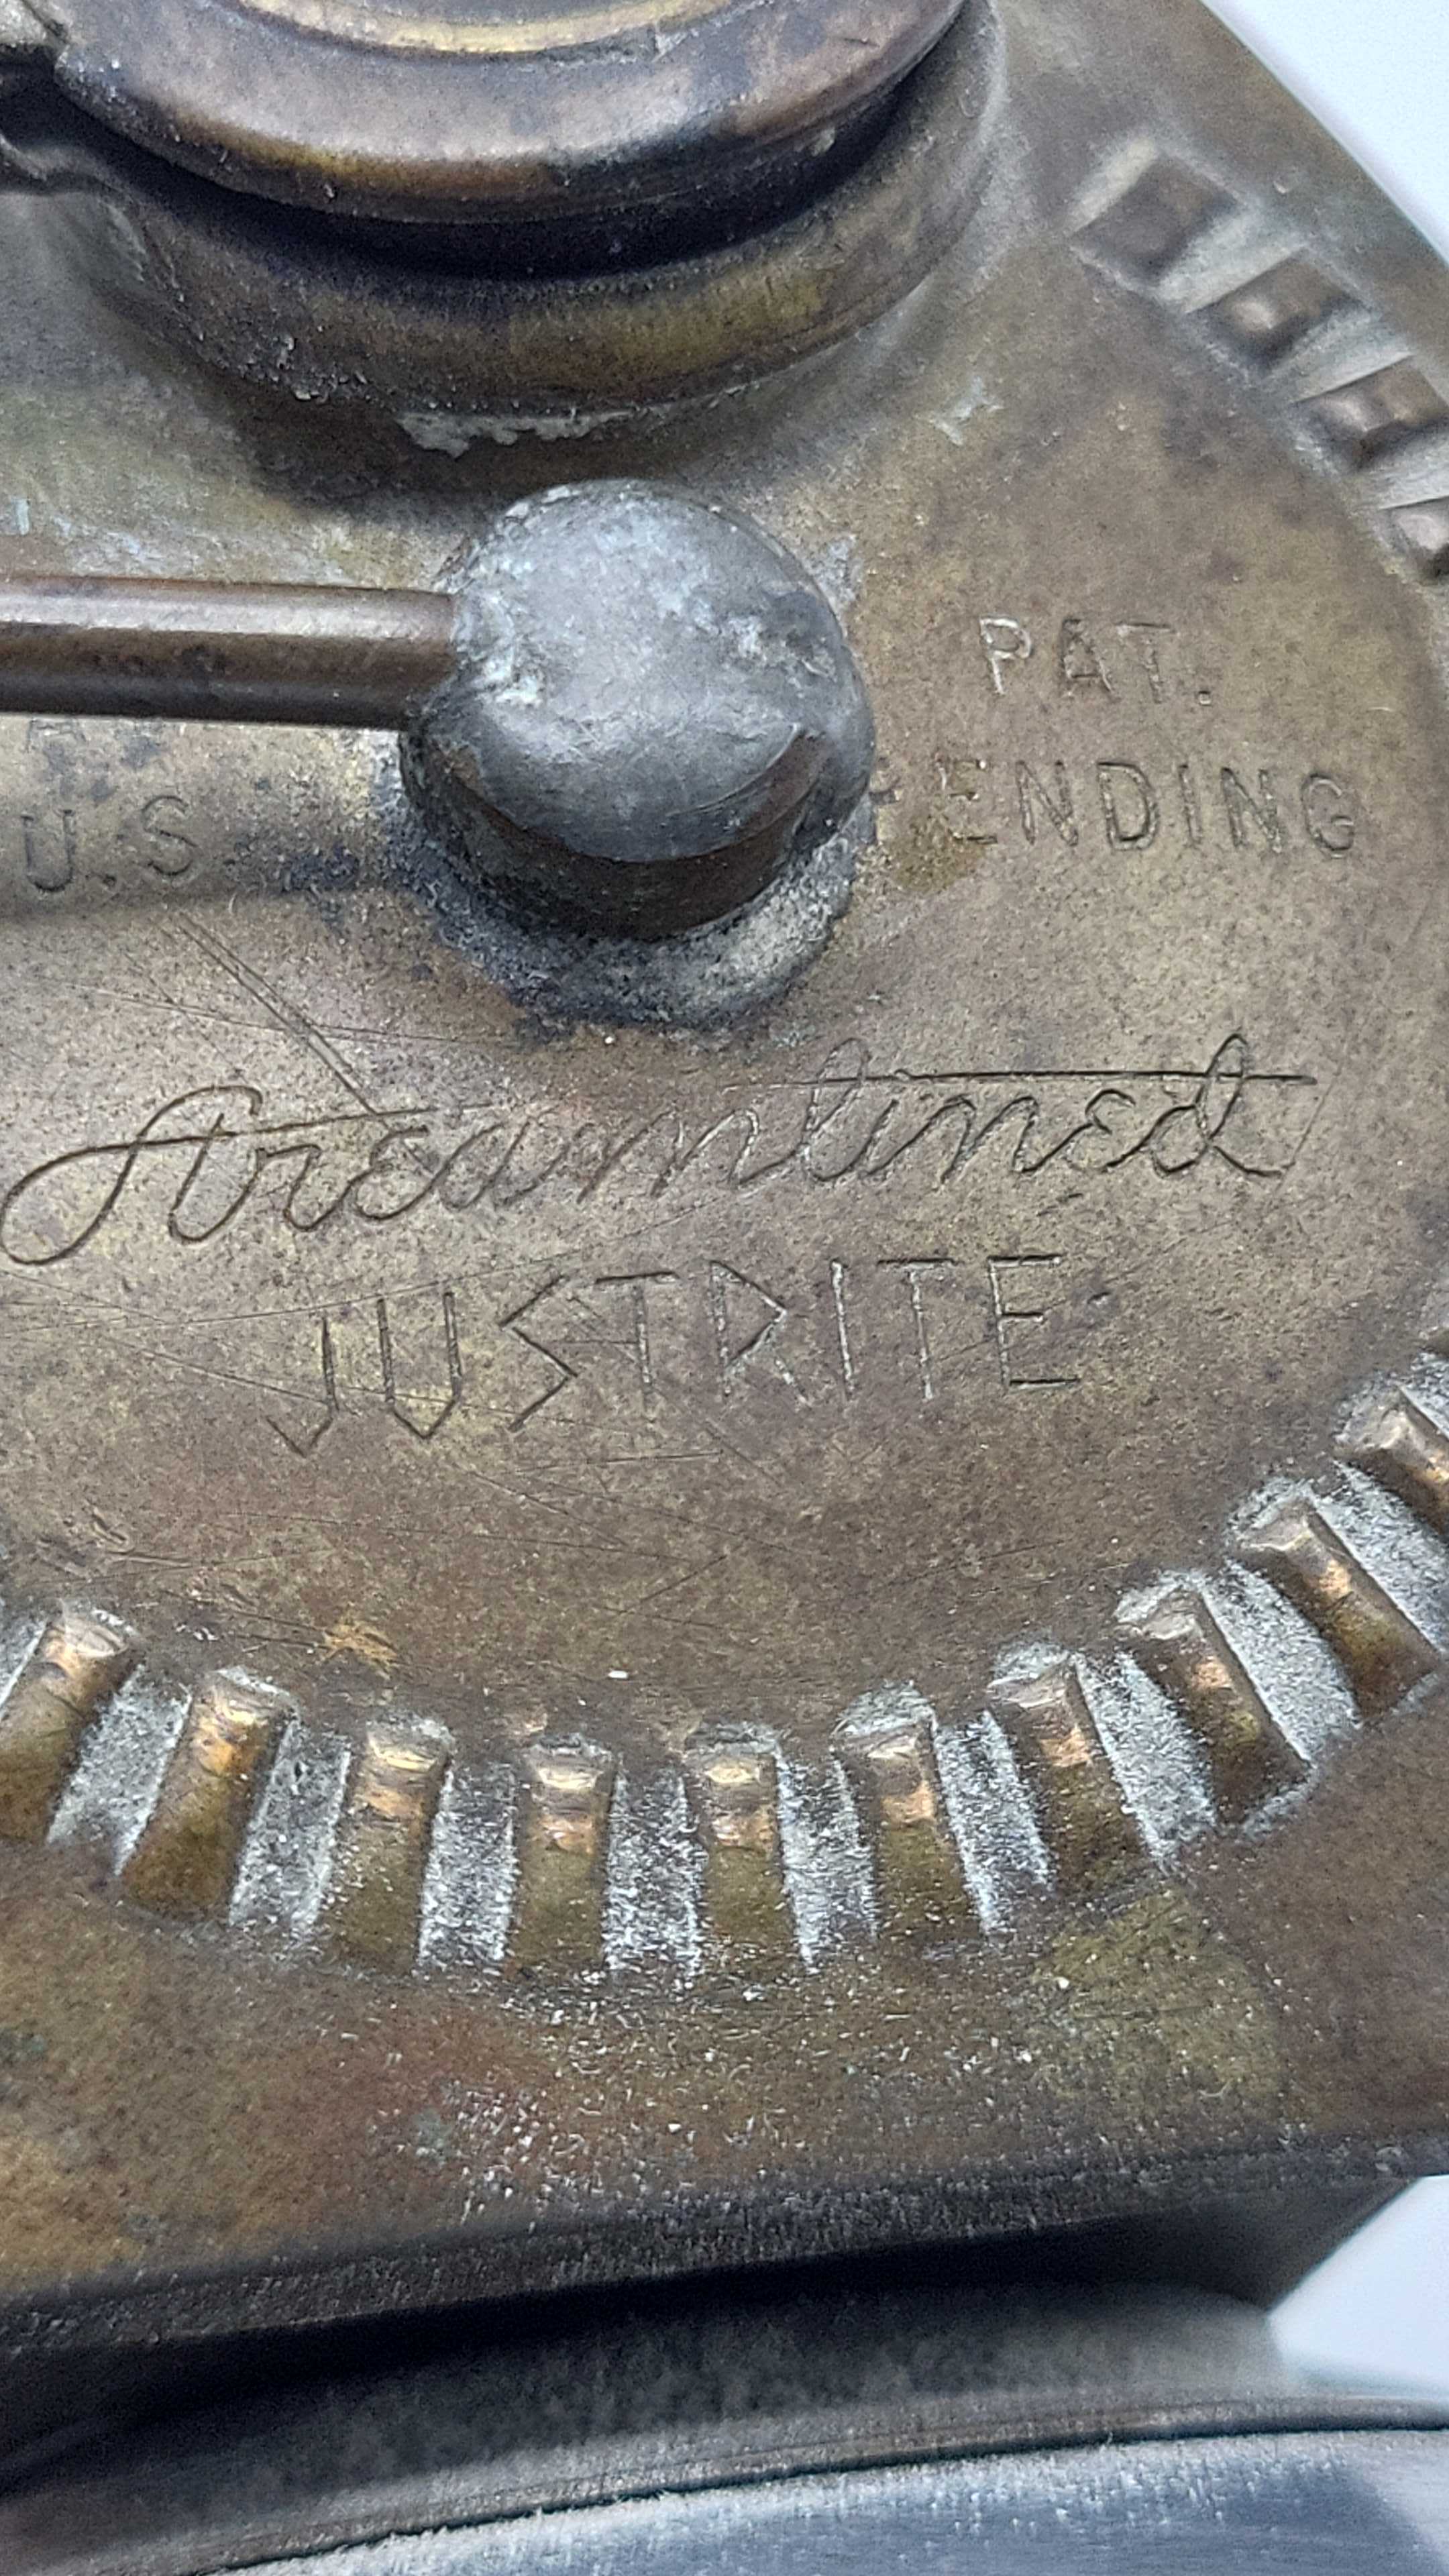 PAT.
U.S.
ENDING
Streamlined
JUSTRITE